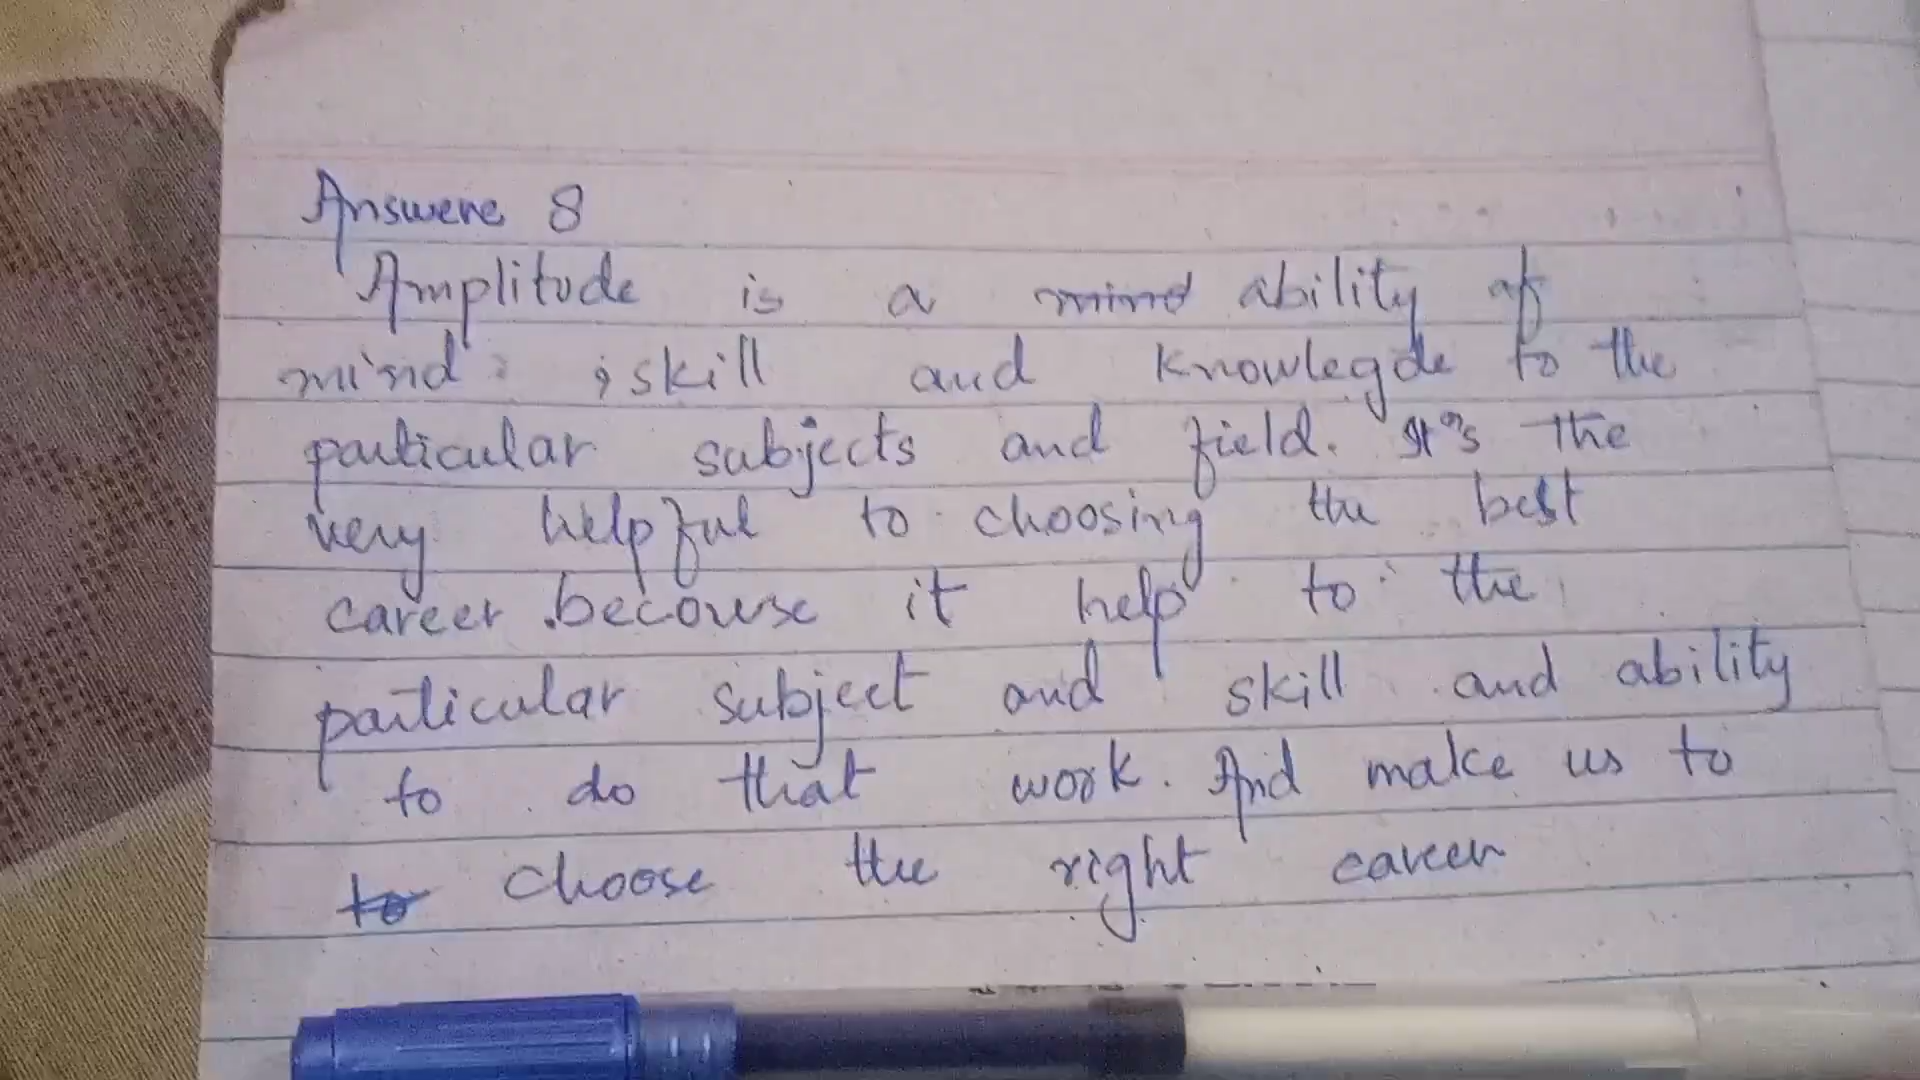 Answere 8
Amplitude is a mind ability of
mind , skill and knowlegde to the
particular subjects and field. It's the
very helpful to choosing the best
career .becouse it help to the
particular subject and skill and ability
to do that work. And make us to
to choose the right career